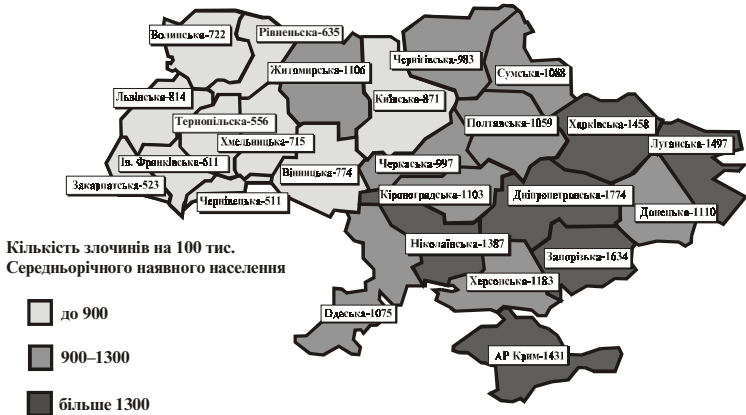 Волинська-722
Рівненьска-635
Житомирська-1106
Чернігівська-983
Сумська-1088
Львівська-814
Київська-871
Тернопільска-556
Полтавська-1059
Харківська-1458
Хмельницька-715
Луганська-1497
Ів. Франківська-611
Вінницька-774
Черкаська-997
Закарпатська-523
Чернівецька-511
Кіровоградська-1103
Дніпропетровська-1774
Донецька-1110
Кількість злочинів на 100 тис.
Середньорічного наявного населення
Ніколаївська-1387
Запорізька-1634
Херсонська-1183
Одеська-1075
до 900
900–1300
АР Крим-1431
більше 1300